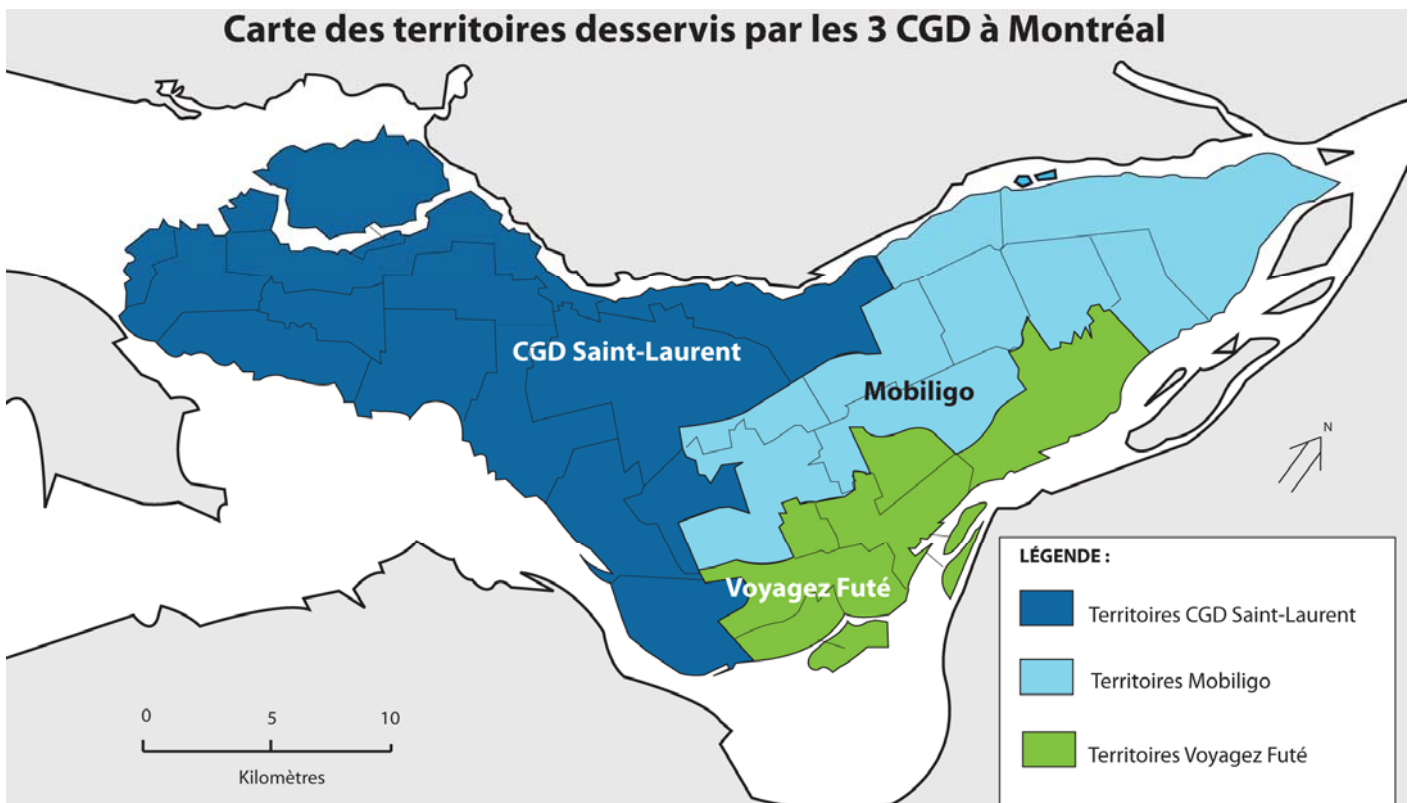 Carte des territoires desservis par les 3 CGD à Montréal
CGD Saint-Laurent
Mobiligo
Voyagez Futé
N
0 5 10
Kilomètres
LÉGENDE :
Territoires CGD Saint-Laurent
Territoires Mobiligo
Territoires Voyagez Futé